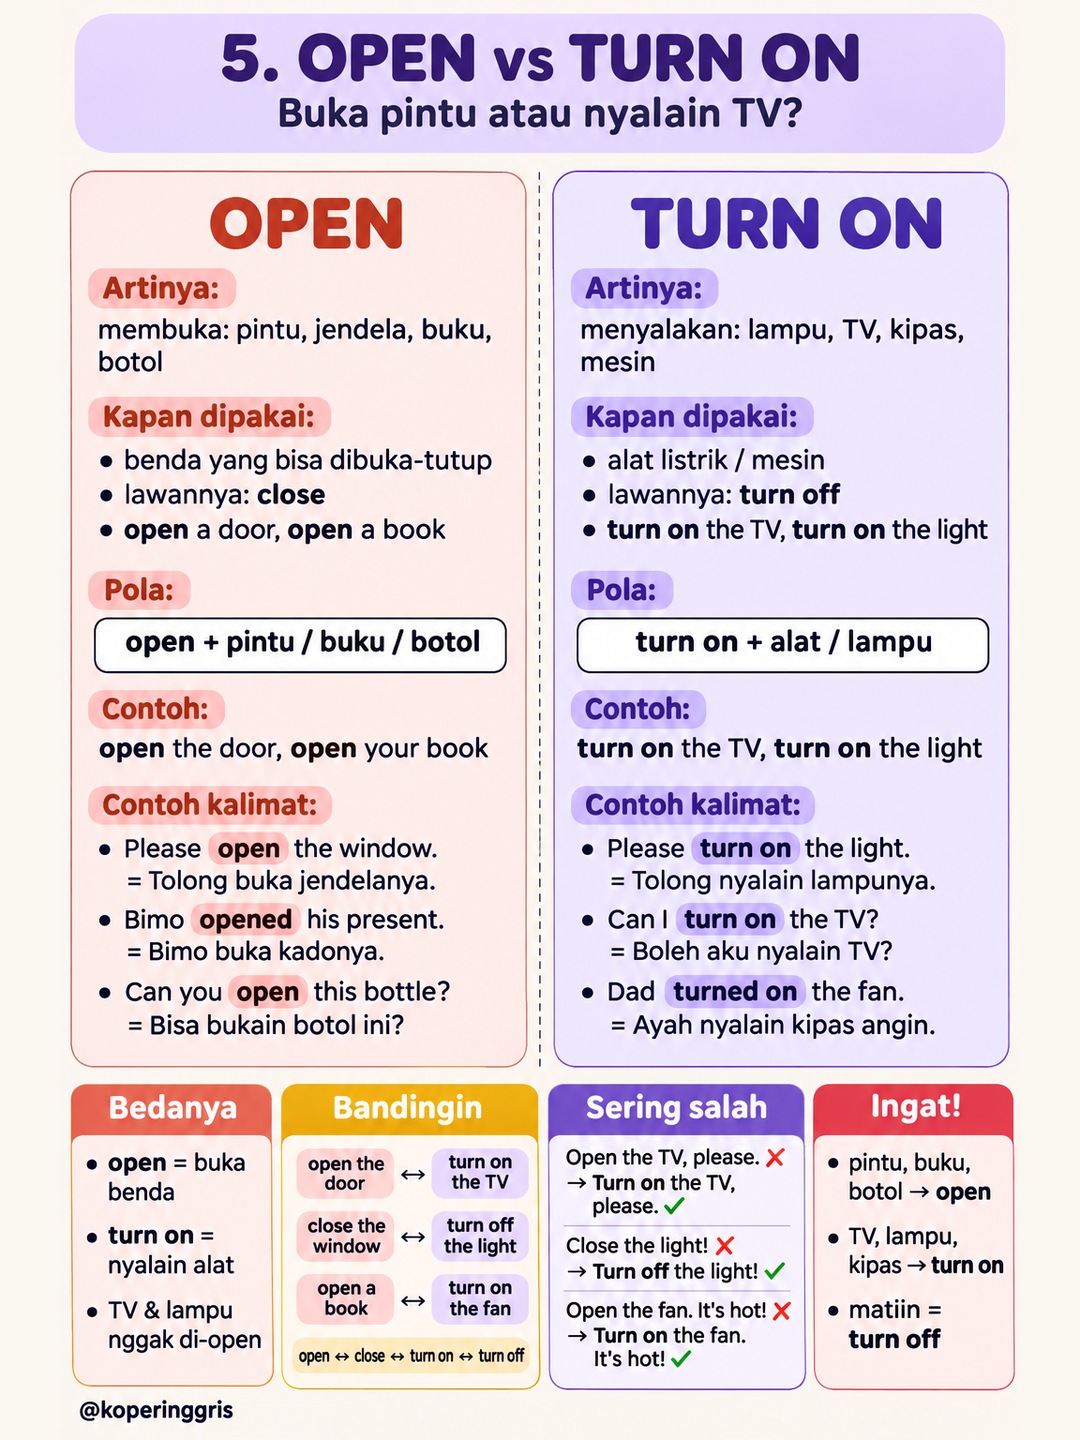 5. OPEN vs TURN ON
Buka pintu atau nyalain TV?
OPEN
Artinya:
membuka: pintu, jendela, buku,
botol
Kapan dipakai:
• benda yang bisa dibuka-tutup
• lawannya: close
• open a door, open a book
Pola:
open + pintu / buku / botol
Contoh:
open the door, open your book
Contoh kalimat:
• Please open the window.
= Tolong buka jendelanya.
• Bimo opened his present.
= Bimo buka kadonya.
• Can you open this bottle?
= Bisa bukain botol ini?
TURN ON
Artinya:
menyalakan: lampu, TV, kipas,
mesin
Kapan dipakai:
• alat listrik / mesin
• lawannya: turn off
• turn on the TV, turn on the light
Pola:
turn on + alat / lampu
Contoh:
turn on the TV, turn on the light
Contoh kalimat:
• Please turn on the light.
= Tolong nyalain lampunya.
• Can I turn on the TV?
= Boleh aku nyalain TV?
• Dad turned on the fan.
= Ayah nyalain kipas angin.
Bedanya
• open = buka
benda
• turn on =
nyalain alat
• TV & lampu
nggak di-open
Bandingin
open the
door
↔
turn on
the TV
close the
window
↔
turn off
the light
open a
book
↔
turn on
the fan
open ↔ close ↔ turn on ↔ turn off
Sering salah
Open the TV, please. ❌
→ Turn on the TV,
please. ✓
Close the light! ❌
→ Turn off the light! ✓
Open the fan. It's hot! ❌
→ Turn on the fan.
It's hot! ✓
Ingat!
• pintu, buku,
botol → open
• TV, lampu,
kipas → turn on
• matiin =
turn off
@koperinggris